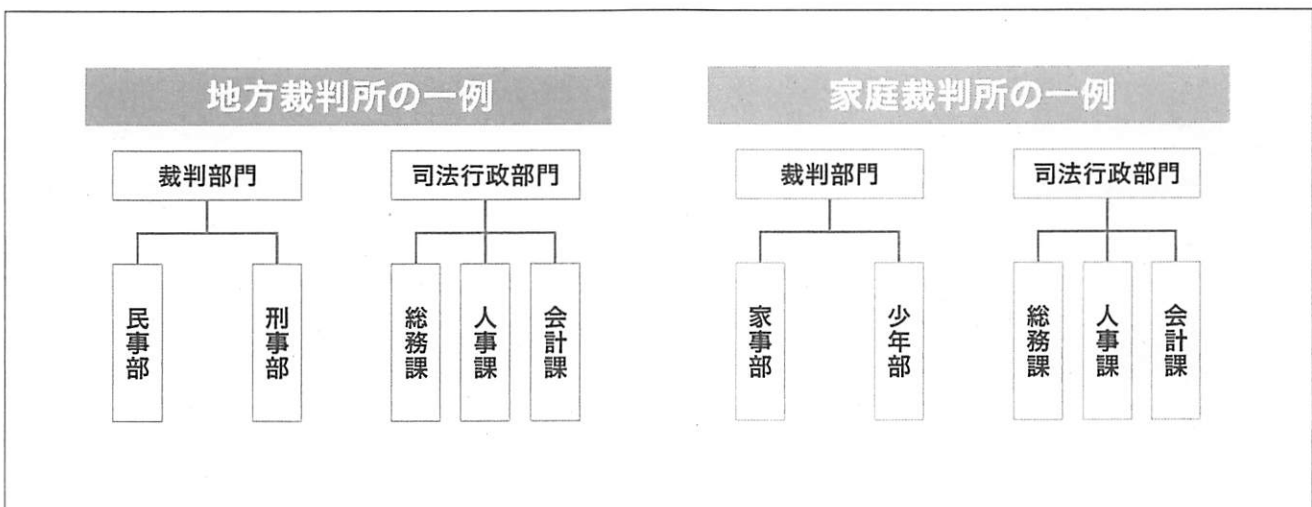 地方裁判所の一例
裁判部門
司法行政部門
民事部
刑事部
総務課
人事課
会計課
家庭裁判所の一例
裁判部門
司法行政部門
家事部
少年部
総務課
人事課
会計課